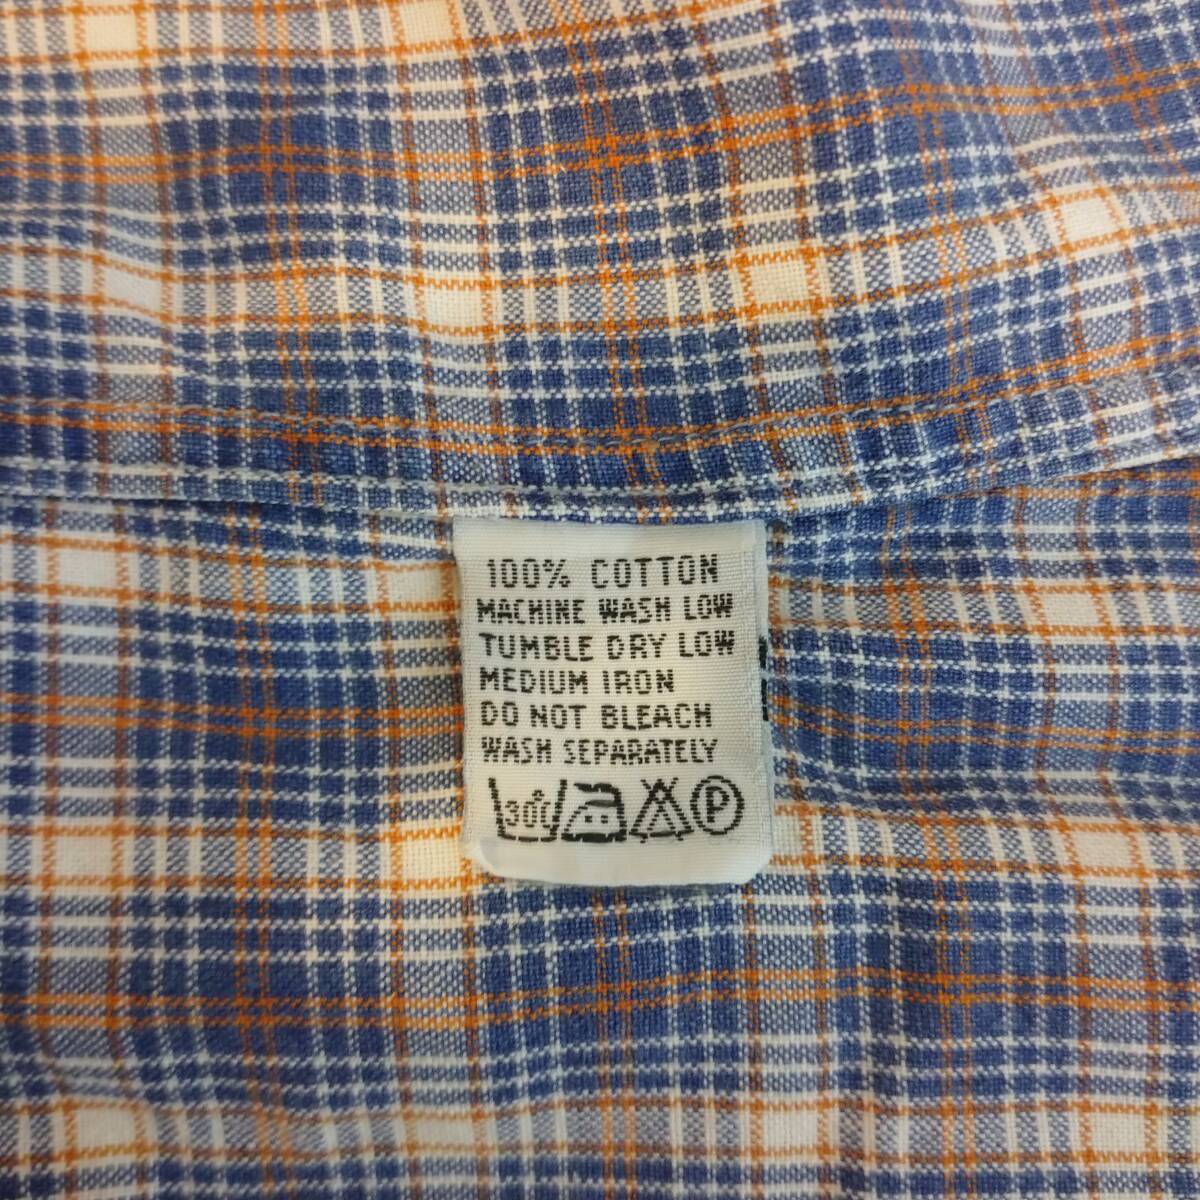 100% COTTON
MACHINE WASH LOW
TUMBLE DRY LOW
MEDIUM IRON
DO NOT BLEACH
WASH SEPARATELY
30℃ P